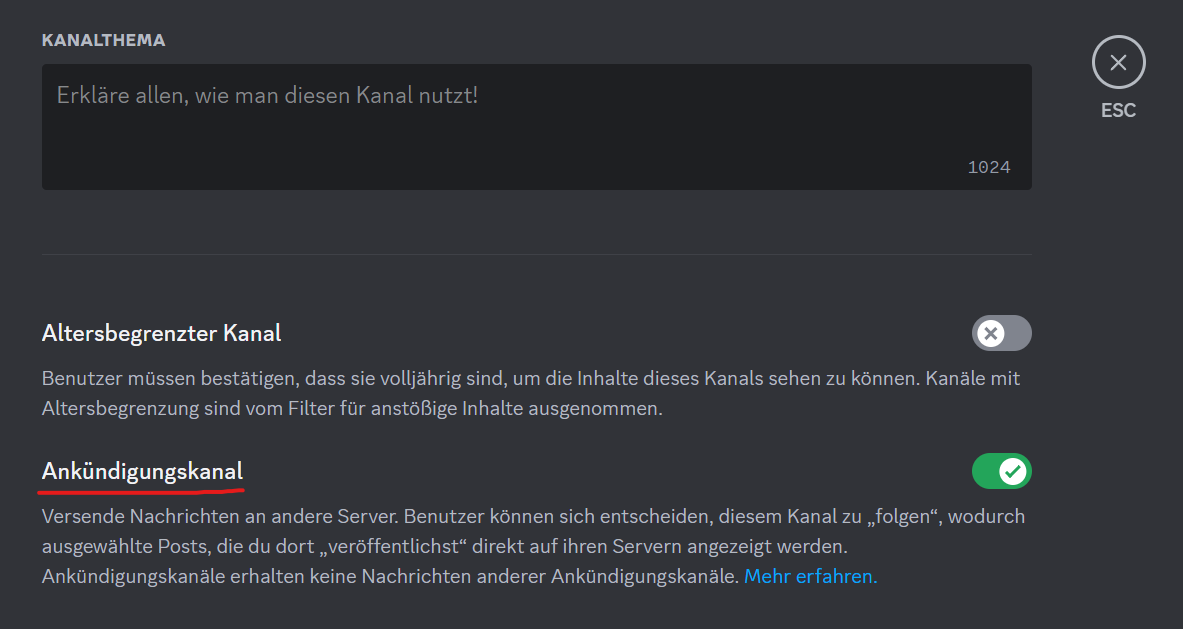 KANALTHEMA
Erkläre allen, wie man diesen Kanal nutzt!
1024
ESC
Altersbegrenzter Kanal
Benutzer müssen bestätigen, dass sie volljährig sind, um die Inhalte dieses Kanals sehen zu können. Kanäle mit
Altersbegrenzung sind vom Filter für anstößige Inhalte ausgenommen.
Ankündigungskanal
Versende Nachrichten an andere Server. Benutzer können sich entscheiden, diesem Kanal zu „folgen“, wodurch
ausgewählte Posts, die du dort „veröffentlichst“ direkt auf ihren Servern angezeigt werden.
Ankündigungskanäle erhalten keine Nachrichten anderer Ankündigungskanäle. Mehr erfahren.